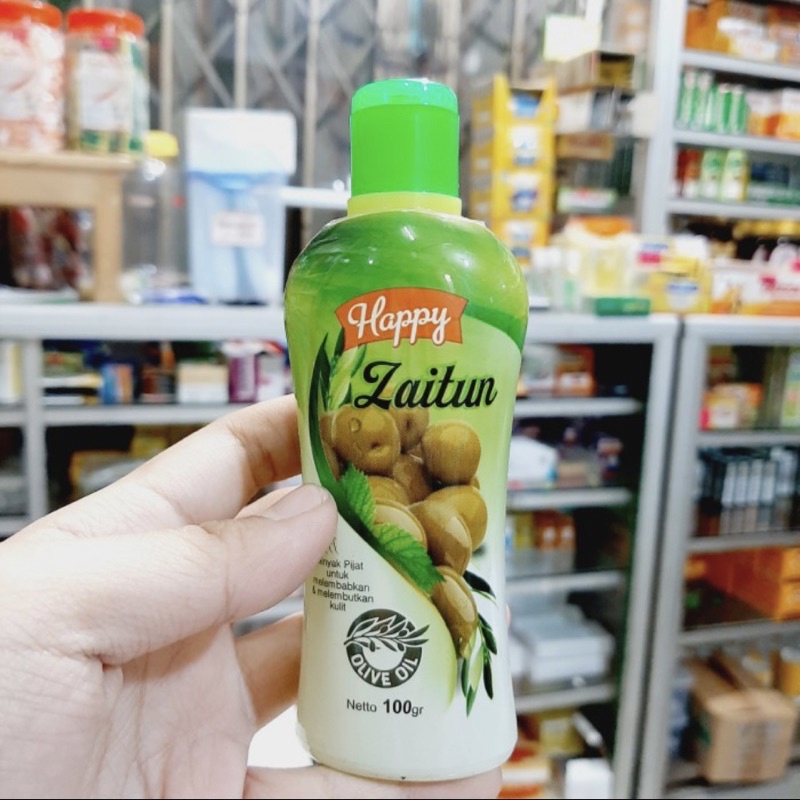 Happy
Zaitun
Pijat
untuk
melembabkan
& melembutkan
kulit
OLIVE OIL
Netto 100gr